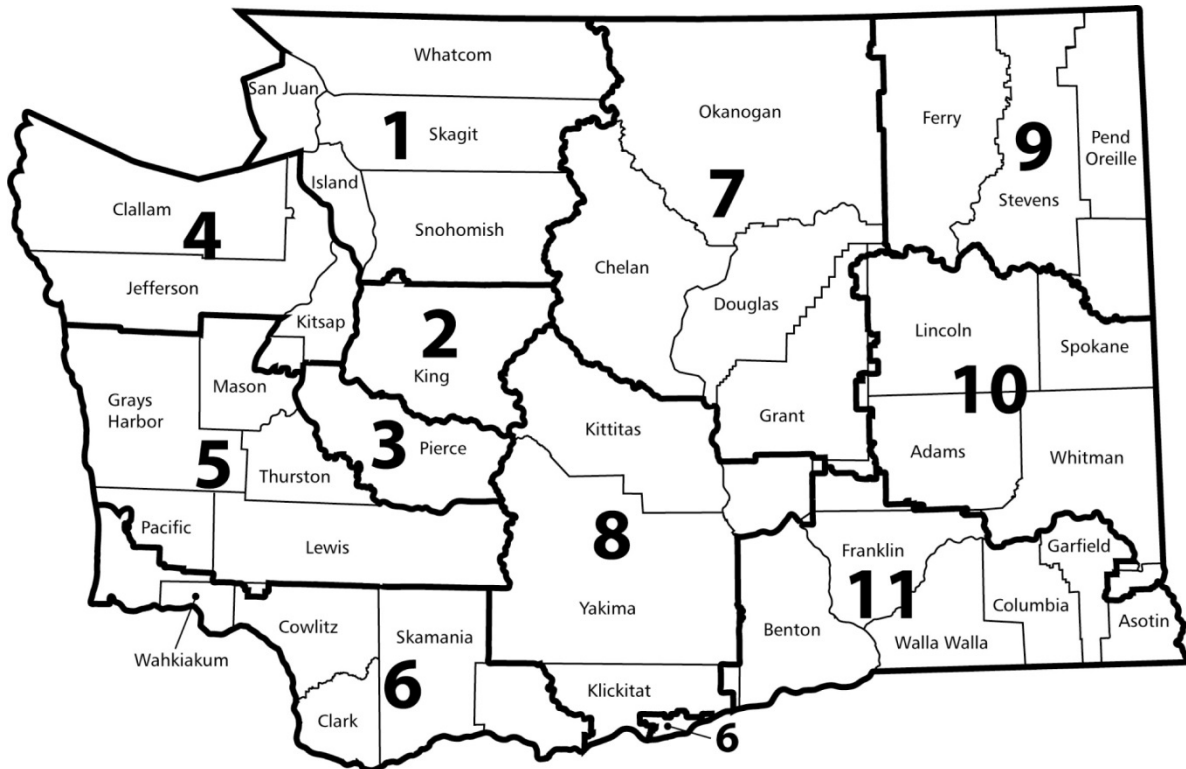 Whatcom
San Juan
1
Skagit
Island
Snohomish
Clallam
4
Jefferson
Kitsap
2
King
Mason
Grays
Harbor
3
Pierce
5
Thurston
Pacific
Lewis
Wahkiakum
Cowlitz
Skamania
6
Clark
Okanogan
7
Chelan
Douglas
Grant
Kittitas
8
Yakima
Klickitat
6
Ferry
9
Pend
Oreille
Stevens
Lincoln
Spokane
10
Adams
Whitman
Franklin
11
Garfield
Columbia
Asotin
Benton
Walla Walla